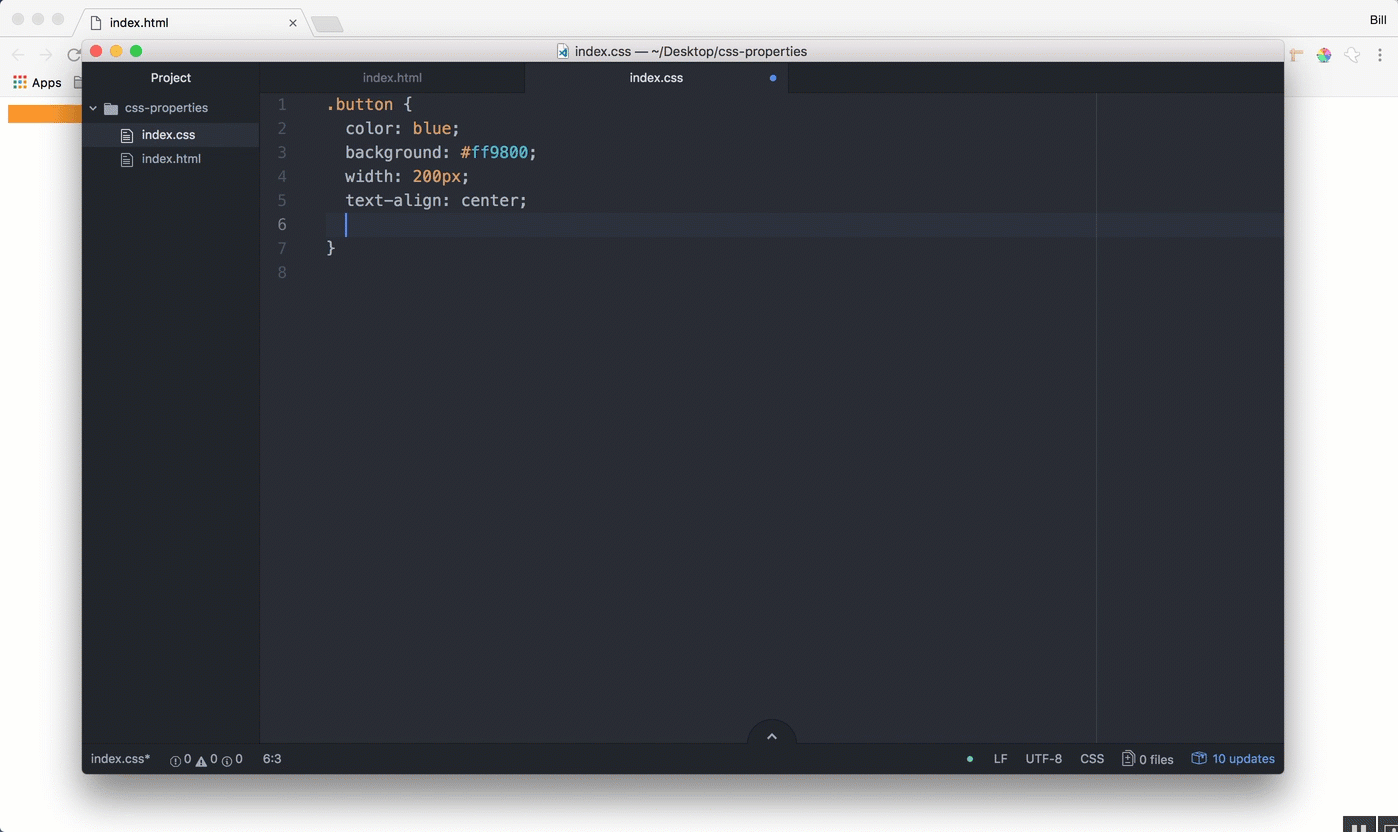 index.html
Bill
index.css — ~/Desktop/css-properties
Apps
Project
index.html
index.css
css-properties
index.css
index.html
1 .button {
2 color: blue;
3 background: #ff9800;
4 width: 200px;
5 text-align: center;
6
7 }
8
index.css* 0 0 0 6:3 LF UTF-8 CSS 0 files 10 updates